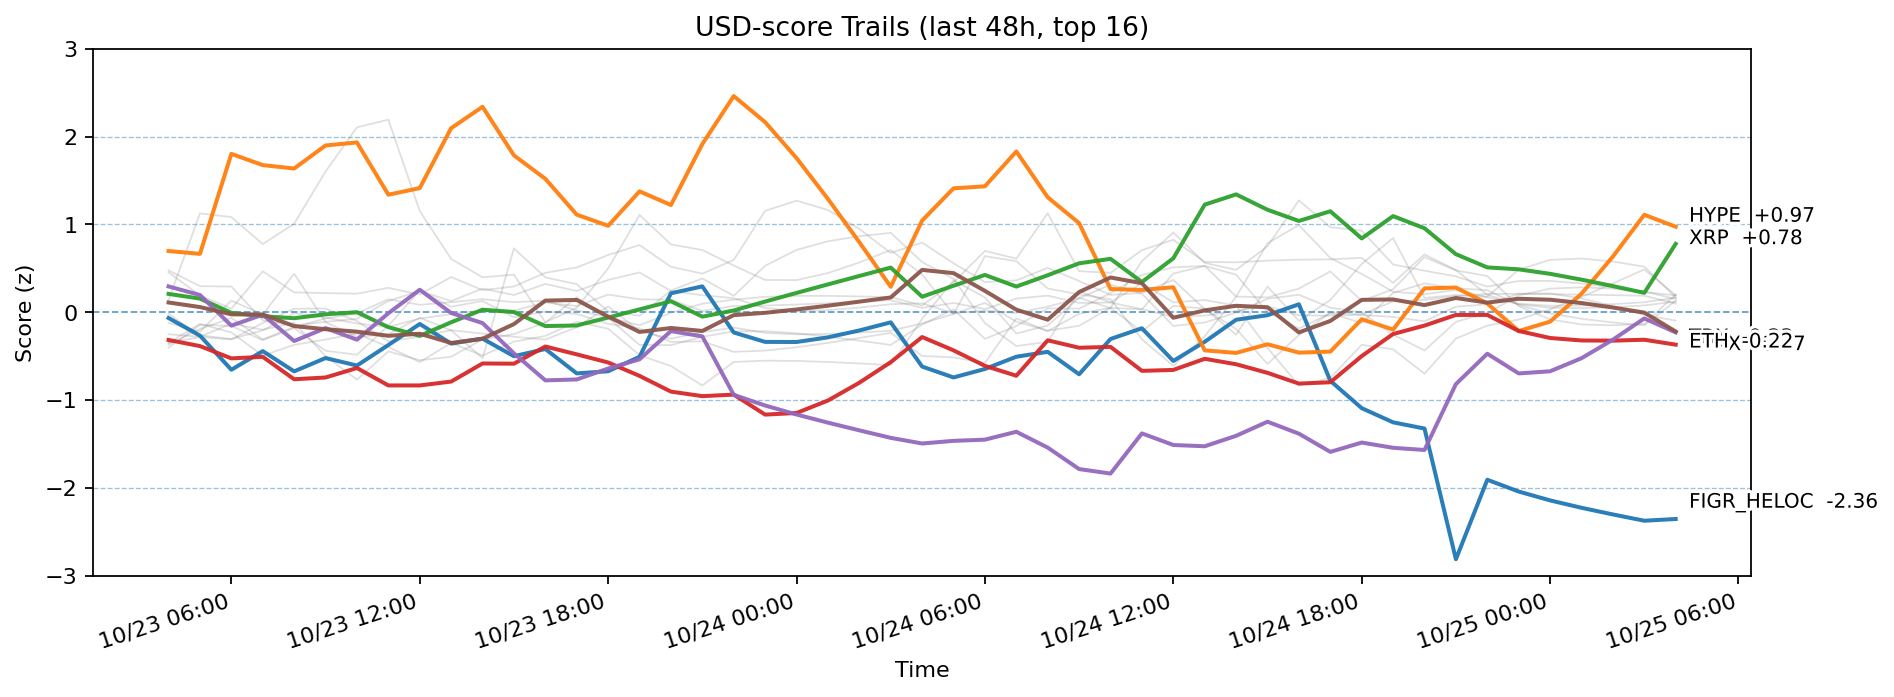 USD-score Trails (last 48h, top 16)
Score (z)
3
2
1
0
−1
−2
−3
HYPE +0.97
XRP +0.78
ETH
FIGR_HELOC -2.36
10/23 06:00
10/23 12:00
10/23 18:00
10/24 00:00
10/24 06:00
10/24 12:00
10/24 18:00
10/25 00:00
10/25 06:00
Time